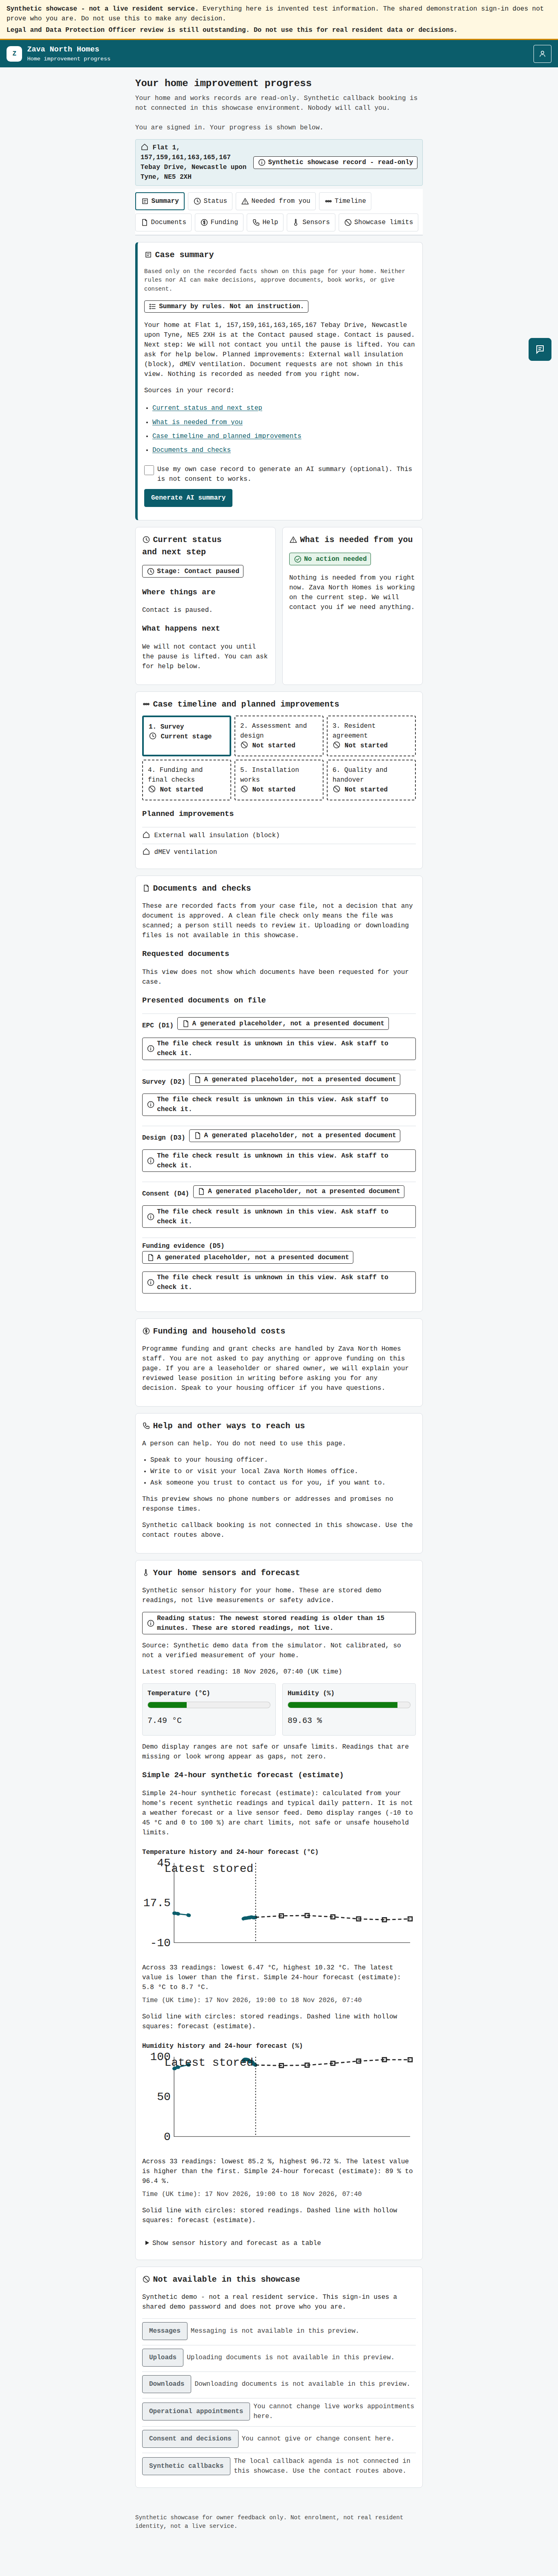 Synthetic showcase - not a live resident service. Everything here is invented test information. The shared demonstration sign-in does not
prove who you are. Do not use this to make any decision.
Legal and Data Protection Officer review is still outstanding. Do not use this for real resident data or decisions.
Z
Zava North Homes
Home improvement progress
Your home improvement progress
Your home and works records are read-only. Synthetic callback booking is
not connected in this showcase environment. Nobody will call you.
You are signed in. Your progress is shown below.
Flat 1,
157,159,161,163,165,167
Tebay Drive, Newcastle upon
Tyne, NE5 2XH
Synthetic showcase record - read-only
Summary
Status
Needed from you
Timeline
Documents
Funding
Help
Sensors
Showcase limits
Case summary
Based only on the recorded facts shown on this page for your home. Neither
rules nor AI can make decisions, approve documents, book works, or give
consent.
Summary by rules. Not an instruction.
Your home at Flat 1, 157,159,161,163,165,167 Tebay Drive, Newcastle
upon Tyne, NE5 2XH is at the Contact paused stage. Contact is paused.
Next step: We will not contact you until the pause is lifted. You can
ask for help below. Planned improvements: External wall insulation
(block), dMEV ventilation. Document requests are not shown in this
view. Nothing is recorded as needed from you right now.
Sources in your record:
• Current status and next step
• What is needed from you
• Case timeline and planned improvements
• Documents and checks
Use my own case record to generate an AI summary (optional). This
is not consent to works.
Generate AI summary
Current status
and next step
Stage: Contact paused
Where things are
Contact is paused.
What happens next
We will not contact you until
the pause is lifted. You can ask
for help below.
What is needed from you
No action needed
Nothing is needed from you right
now. Zava North Homes is working
on the current step. We will
contact you if we need anything.
Case timeline and planned improvements
1. Survey
Current stage
2. Assessment and
design
Not started
3. Resident
agreement
Not started
4. Funding and
final checks
Not started
5. Installation
works
Not started
6. Quality and
handover
Not started
Planned improvements
External wall insulation (block)
dMEV ventilation
Documents and checks
These are recorded facts from your case file, not a decision that any
document is approved. A clean file check only means the file was
scanned; a person still needs to review it. Uploading or downloading
files is not available in this showcase.
Requested documents
This view does not show which documents have been requested for your
case.
Presented documents on file
EPC (D1)
A generated placeholder, not a presented document
The file check result is unknown in this view. Ask staff to
check it.
Survey (D2)
A generated placeholder, not a presented document
The file check result is unknown in this view. Ask staff to
check it.
Design (D3)
A generated placeholder, not a presented document
The file check result is unknown in this view. Ask staff to
check it.
Consent (D4)
A generated placeholder, not a presented document
The file check result is unknown in this view. Ask staff to
check it.
Funding evidence (D5)
A generated placeholder, not a presented document
The file check result is unknown in this view. Ask staff to
check it.
Funding and household costs
Programme funding and grant checks are handled by Zava North Homes
staff. You are not asked to pay anything or approve funding on this
page. If you are a leaseholder or shared owner, we will explain your
reviewed lease position in writing before asking you for any
decision. Speak to your housing officer if you have questions.
Help and other ways to reach us
A person can help. You do not need to use this page.
• Speak to your housing officer.
• Write to or visit your local Zava North Homes office.
• Ask someone you trust to contact us for you, if you want to.
This preview shows no phone numbers or addresses and promises no
response times.
Synthetic callback booking is not connected in this showcase. Use the
contact routes above.
Your home sensors and forecast
Synthetic sensor history for your home. These are stored demo
readings, not live measurements or safety advice.
Reading status: The newest stored reading is older than 15
minutes. These are stored readings, not live.
Source: Synthetic demo data from the simulator. Not calibrated, so
not a verified measurement of your home.
Latest stored reading: 18 Nov 2026, 07:40 (UK time)
Temperature (°C)
7.49 °C
Humidity (%)
89.63 %
Demo display ranges are not safe or unsafe limits. Readings that are
missing or look wrong appear as gaps, not zero.
Simple 24-hour synthetic forecast (estimate)
Simple 24-hour synthetic forecast (estimate): calculated from your
home's recent synthetic readings and typical daily pattern. It is not
a weather forecast or a live sensor feed. Demo display ranges (-10 to
45 °C and 0 to 100 %) are chart limits, not safe or unsafe household
limits.
Temperature history and 24-hour forecast (°C)
45
Latest stored
17.5
-10
Across 33 readings: lowest 6.47 °C, highest 10.32 °C. The latest
value is lower than the first. Simple 24-hour forecast (estimate):
5.8 °C to 8.7 °C.
Time (UK time): 17 Nov 2026, 19:00 to 18 Nov 2026, 07:40
Solid line with circles: stored readings. Dashed line with hollow
squares: forecast (estimate).
Humidity history and 24-hour forecast (%)
100
Latest stored
50
0
Across 33 readings: lowest 85.2 %, highest 96.72 %. The latest value
is higher than the first. Simple 24-hour forecast (estimate): 89 % to
96.4 %.
Time (UK time): 17 Nov 2026, 19:00 to 18 Nov 2026, 07:40
Solid line with circles: stored readings. Dashed line with hollow
squares: forecast (estimate).
Show sensor history and forecast as a table
Not available in this showcase
Synthetic demo - not a real resident service. This sign-in uses a
shared demo password and does not prove who you are.
Messages
Messaging is not available in this preview.
Uploads
Uploading documents is not available in this preview.
Downloads
Downloading documents is not available in this preview.
Operational appointments
You cannot change live works appointments
here.
Consent and decisions
You cannot give or change consent here.
Synthetic callbacks
The local callback agenda is not connected in
this showcase. Use the contact routes above.
Synthetic showcase for owner feedback only. Not enrolment, not real resident
identity, not a live service.